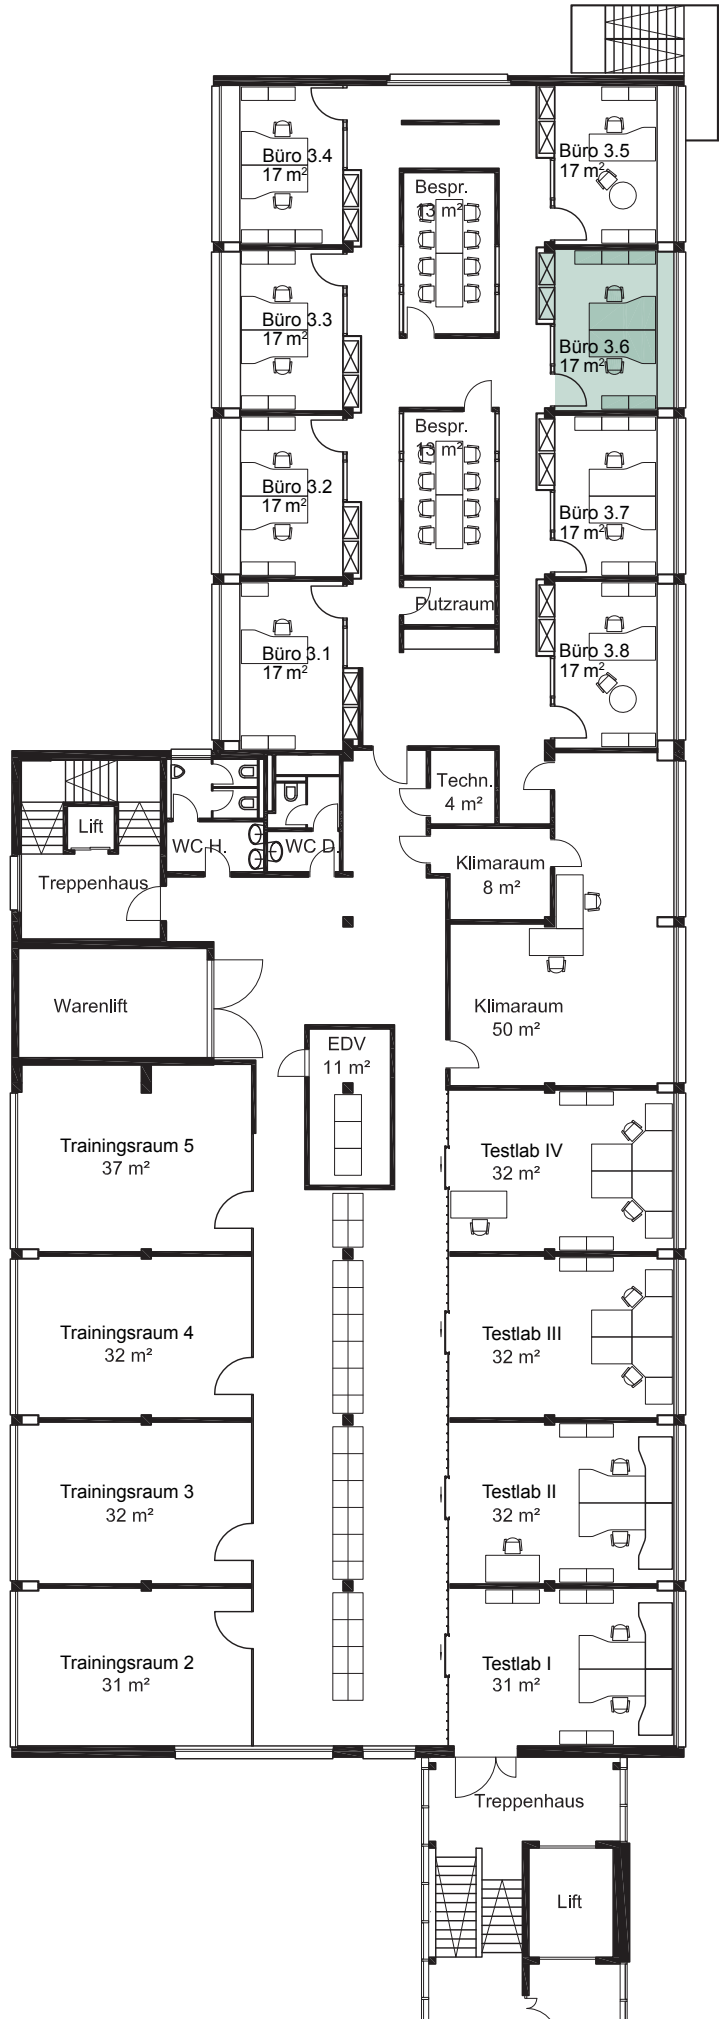 Büro 3.4
17 m²
Büro 3.5
17 m²
Bespr.
13 m²
Büro 3.3
17 m²
Büro 3.6
17 m²
Bespr.
13 m²
Büro 3.2
17 m²
Büro 3.7
17 m²
Putzraum
Büro 3.1
17 m²
Büro 3.8
17 m²
Techn.
4 m²
Lift
WC H.
WC D.
Klimaraum
8 m²
Treppenhaus
Warenlift
Klimaraum
50 m²
EDV
11 m²
Trainingsraum 5
37 m²
Testlab IV
32 m²
Trainingsraum 4
32 m²
Testlab III
32 m²
Trainingsraum 3
32 m²
Testlab II
32 m²
Trainingsraum 2
31 m²
Testlab I
31 m²
Treppenhaus
Lift